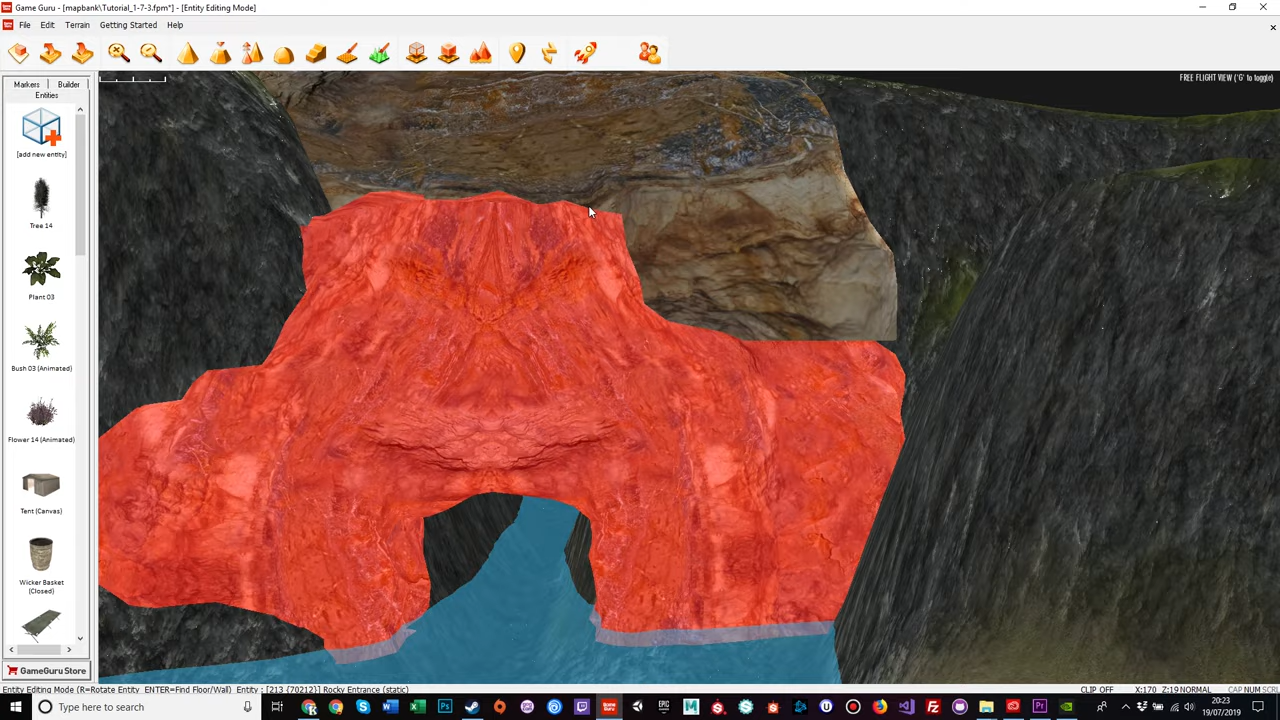 Game Guru - [mapbank\Tutorial_1-7-3.fpm*] - [Entity Editing Mode]
File Edit Terrain Getting Started Help
Markers Builder
Entities
FREE FLIGHT VIEW ('G' to toggle)
[add new entity]
Tree 14
Plant 03
Bush 03 (Animated)
Flower 14 (Animated)
Tent (Canvas)
Wicker Basket
(Closed)
GameGuru Store
Entity Editing Mode (R=Rotate Entity ENTER=Find Floor/Wall) Entity : [213 {70212}] Rocky Entrance (static)
CLIP OFF X:170 Z:19 NORMAL CAP NUM SCRL
Type here to search
20:23
19/07/2019